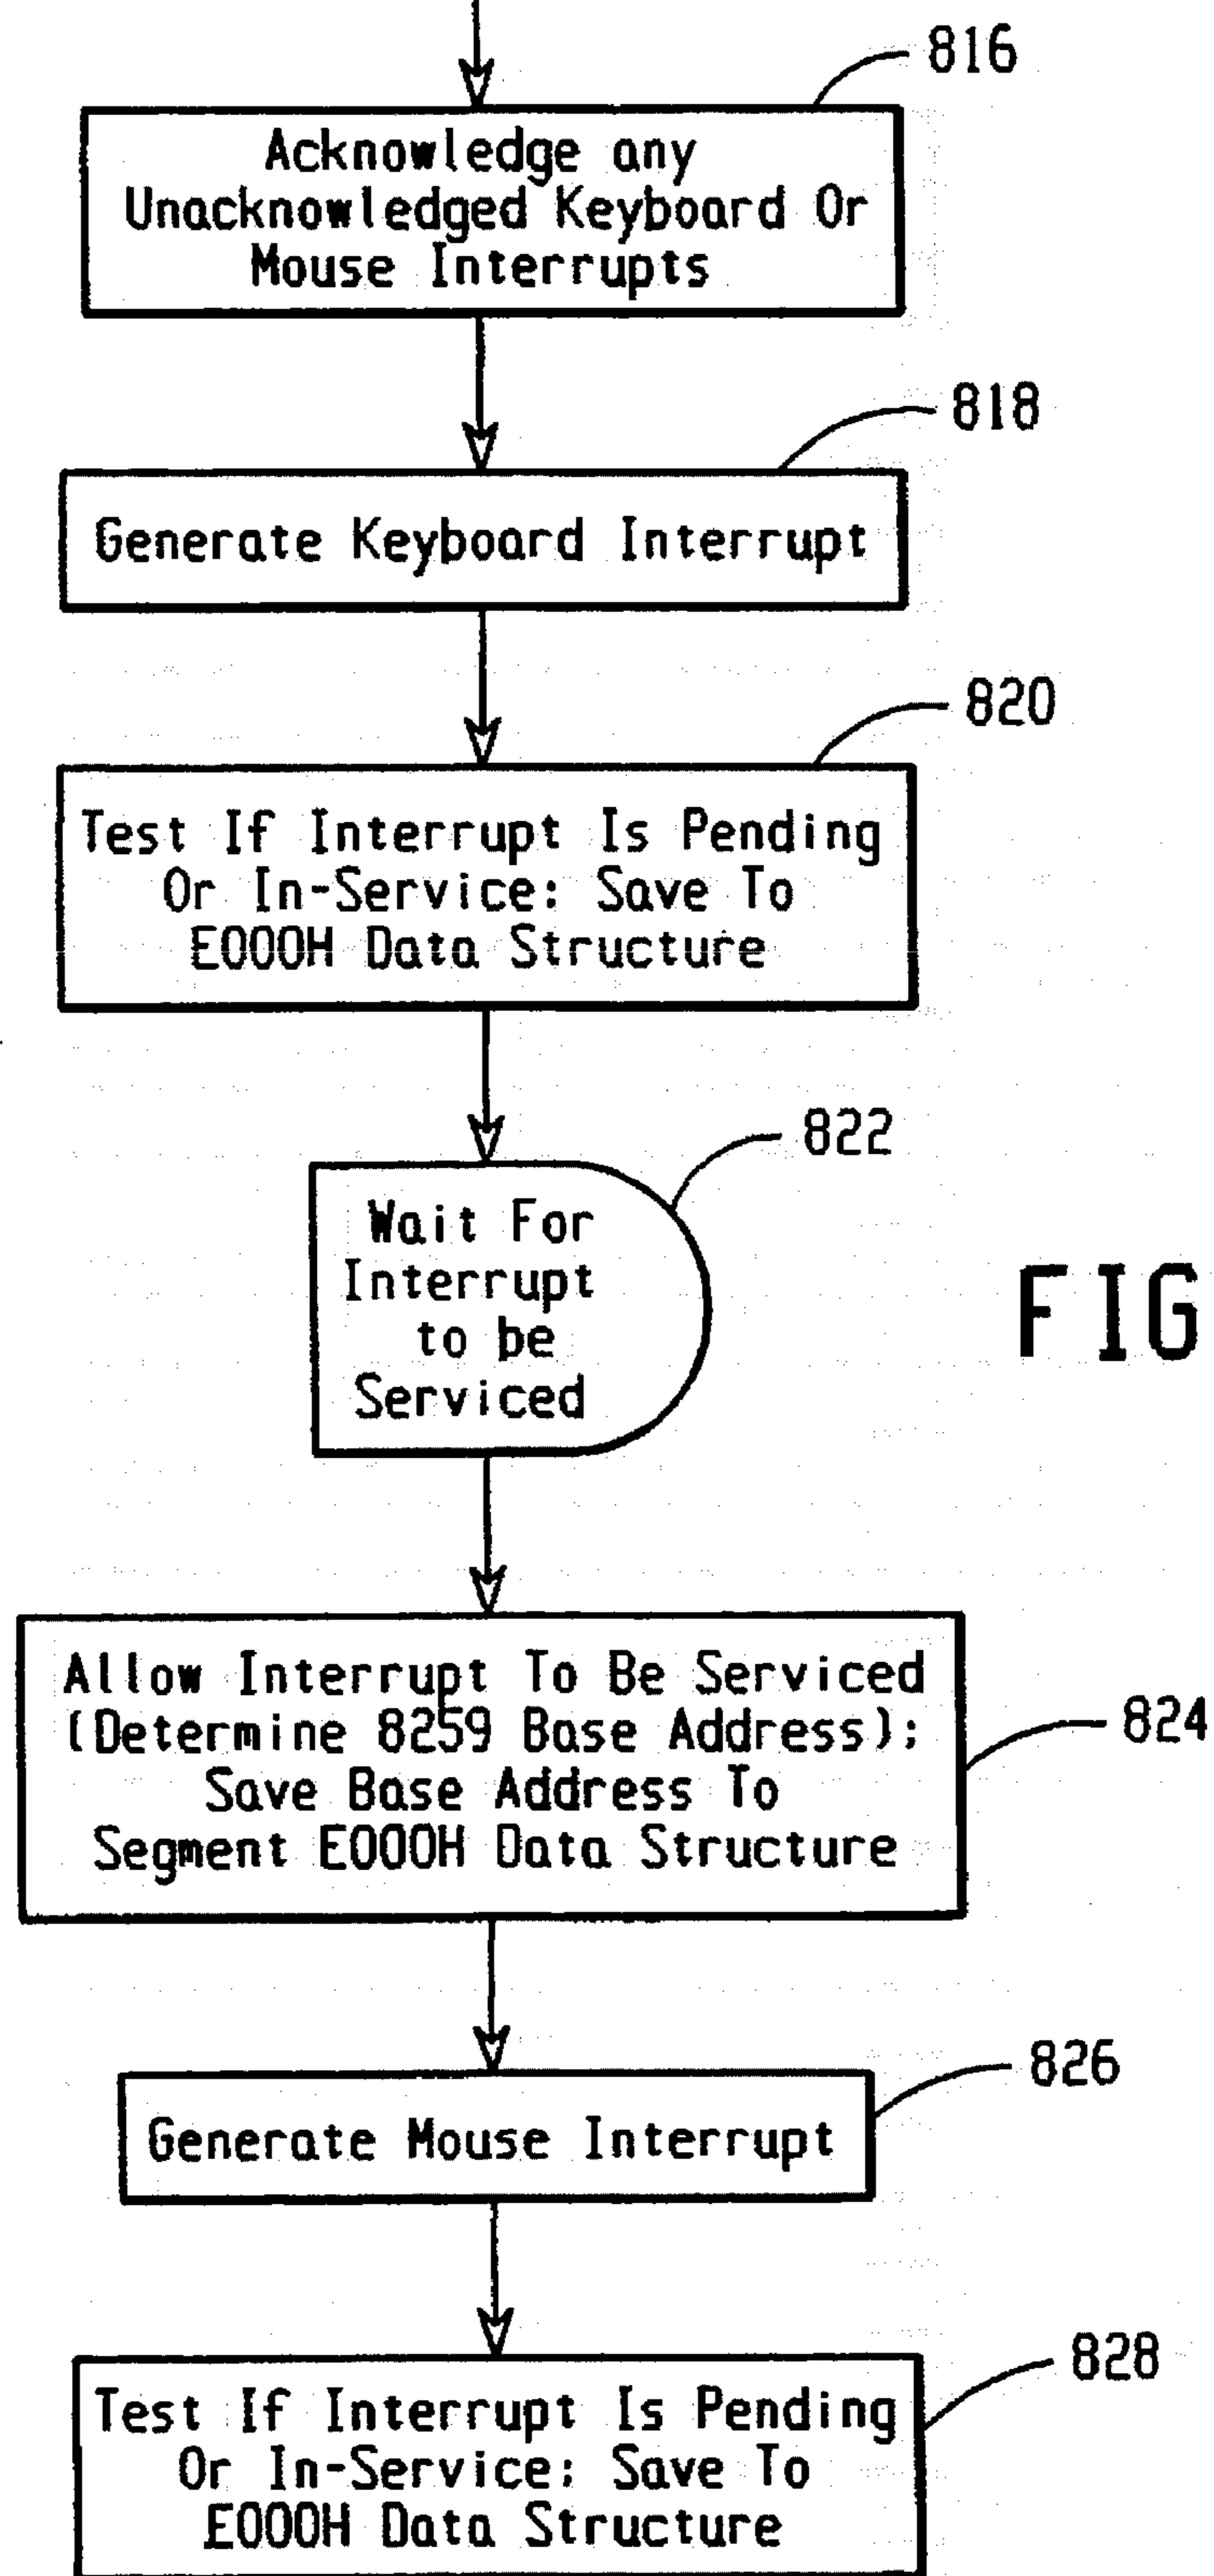 816
Acknowledge any
Unacknowledged Keyboard Or
Mouse Interrupts
818
Generate Keyboard Interrupt
820
Test If Interrupt Is Pending
Or In-Service: Save To
E000H Data Structure
822
Wait For
Interrupt
to be
Serviced
FIG
Allow Interrupt To Be Serviced
(Determine 8259 Base Address);
Save Base Address To
Segment E000H Data Structure
824
826
Generate Mouse Interrupt
828
Test If Interrupt Is Pending
Or In-Service; Save To
E000H Data Structure